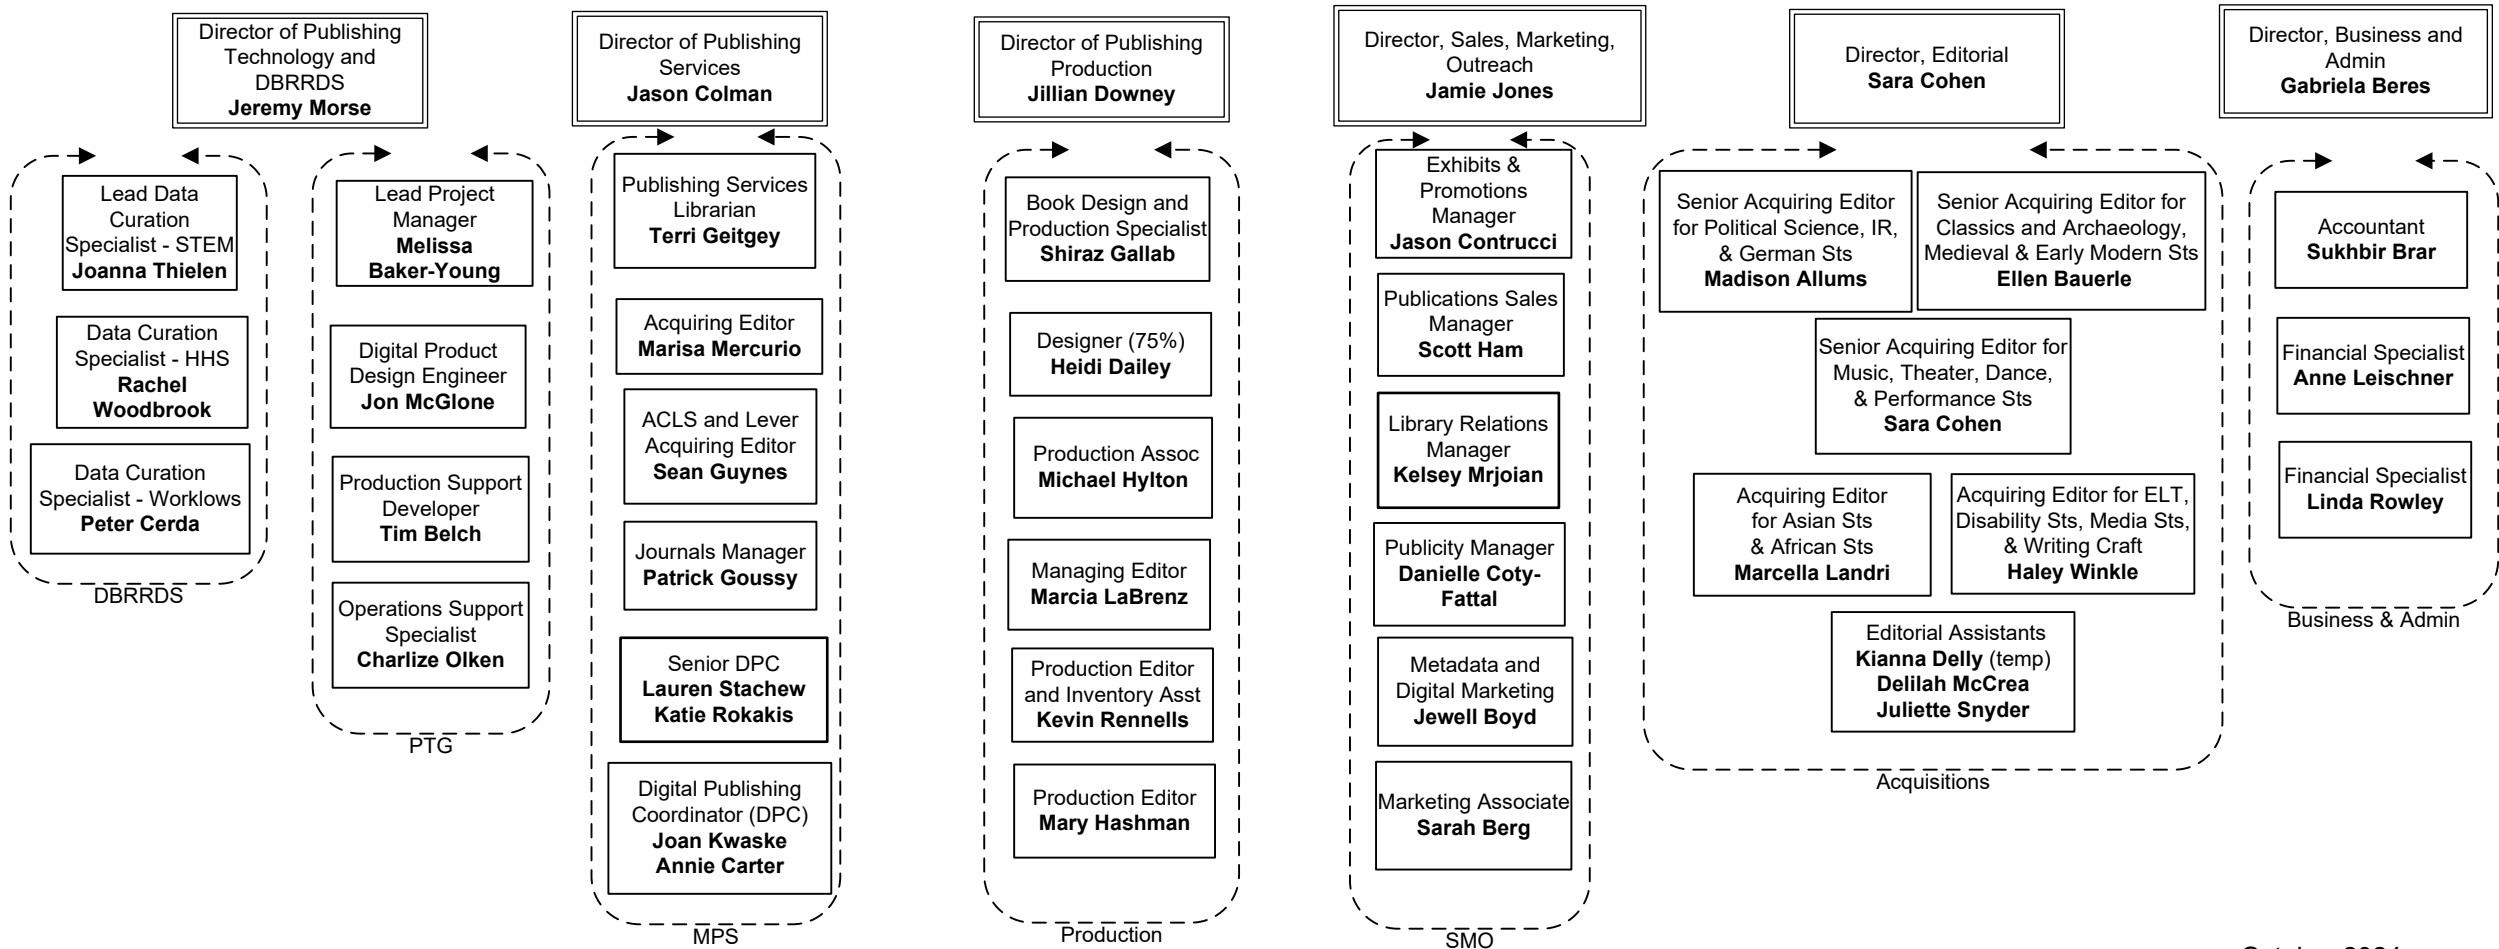 Director of Publishing
Technology and
DBRRDS
Jeremy Morse
Director of Publishing
Services
Jason Colman
Director of Publishing
Production
Jillian Downey
Director, Sales, Marketing,
Outreach
Jamie Jones
Director, Editorial
Sara Cohen
Director, Business and
Admin
Gabriela Beres
Lead Data
Curation
Specialist - STEM
Joanna Thielen
Data Curation
Specialist - HHS
Rachel
Woodbrook
Data Curation
Specialist - Worklows
Peter Cerda
DBRRDS
Lead Project
Manager
Melissa
Baker-Young
Digital Product
Design Engineer
Jon McGlone
Production Support
Developer
Tim Belch
Operations Support
Specialist
Charlize Olken
PTG
Publishing Services
Librarian
Terri Geitgey
Acquiring Editor
Marisa Mercurio
ACLS and Lever
Acquiring Editor
Sean Guynes
Journals Manager
Patrick Goussy
Senior DPC
Lauren Stachew
Katie Rokakis
Digital Publishing
Coordinator (DPC)
Joan Kwaske
Annie Carter
MPS
Book Design and
Production Specialist
Shiraz Gallab
Designer (75%)
Heidi Dailey
Production Assoc
Michael Hylton
Managing Editor
Marcia LaBrenz
Production Editor
and Inventory Asst
Kevin Rennells
Production Editor
Mary Hashman
Production
Exhibits &
Promotions
Manager
Jason Contrucci
Publications Sales
Manager
Scott Ham
Library Relations
Manager
Kelsey Mrjoian
Publicity Manager
Danielle Coty-
Fattal
Metadata and
Digital Marketing
Jewell Boyd
Marketing Associate
Sarah Berg
SMO
Senior Acquiring Editor
for Political Science, IR,
& German Sts
Madison Allums
Senior Acquiring Editor for
Classics and Archaeology,
Medieval & Early Modern Sts
Ellen Bauerle
Senior Acquiring Editor for
Music, Theater, Dance,
& Performance Sts
Sara Cohen
Acquiring Editor
for Asian Sts
& African Sts
Marcella Landri
Acquiring Editor for ELT,
Disability Sts, Media Sts,
& Writing Craft
Haley Winkle
Editorial Assistants
Kianna Delly (temp)
Delilah McCrea
Juliette Snyder
Acquisitions
Accountant
Sukhbir Brar
Financial Specialist
Anne Leischner
Financial Specialist
Linda Rowley
Business & Admin